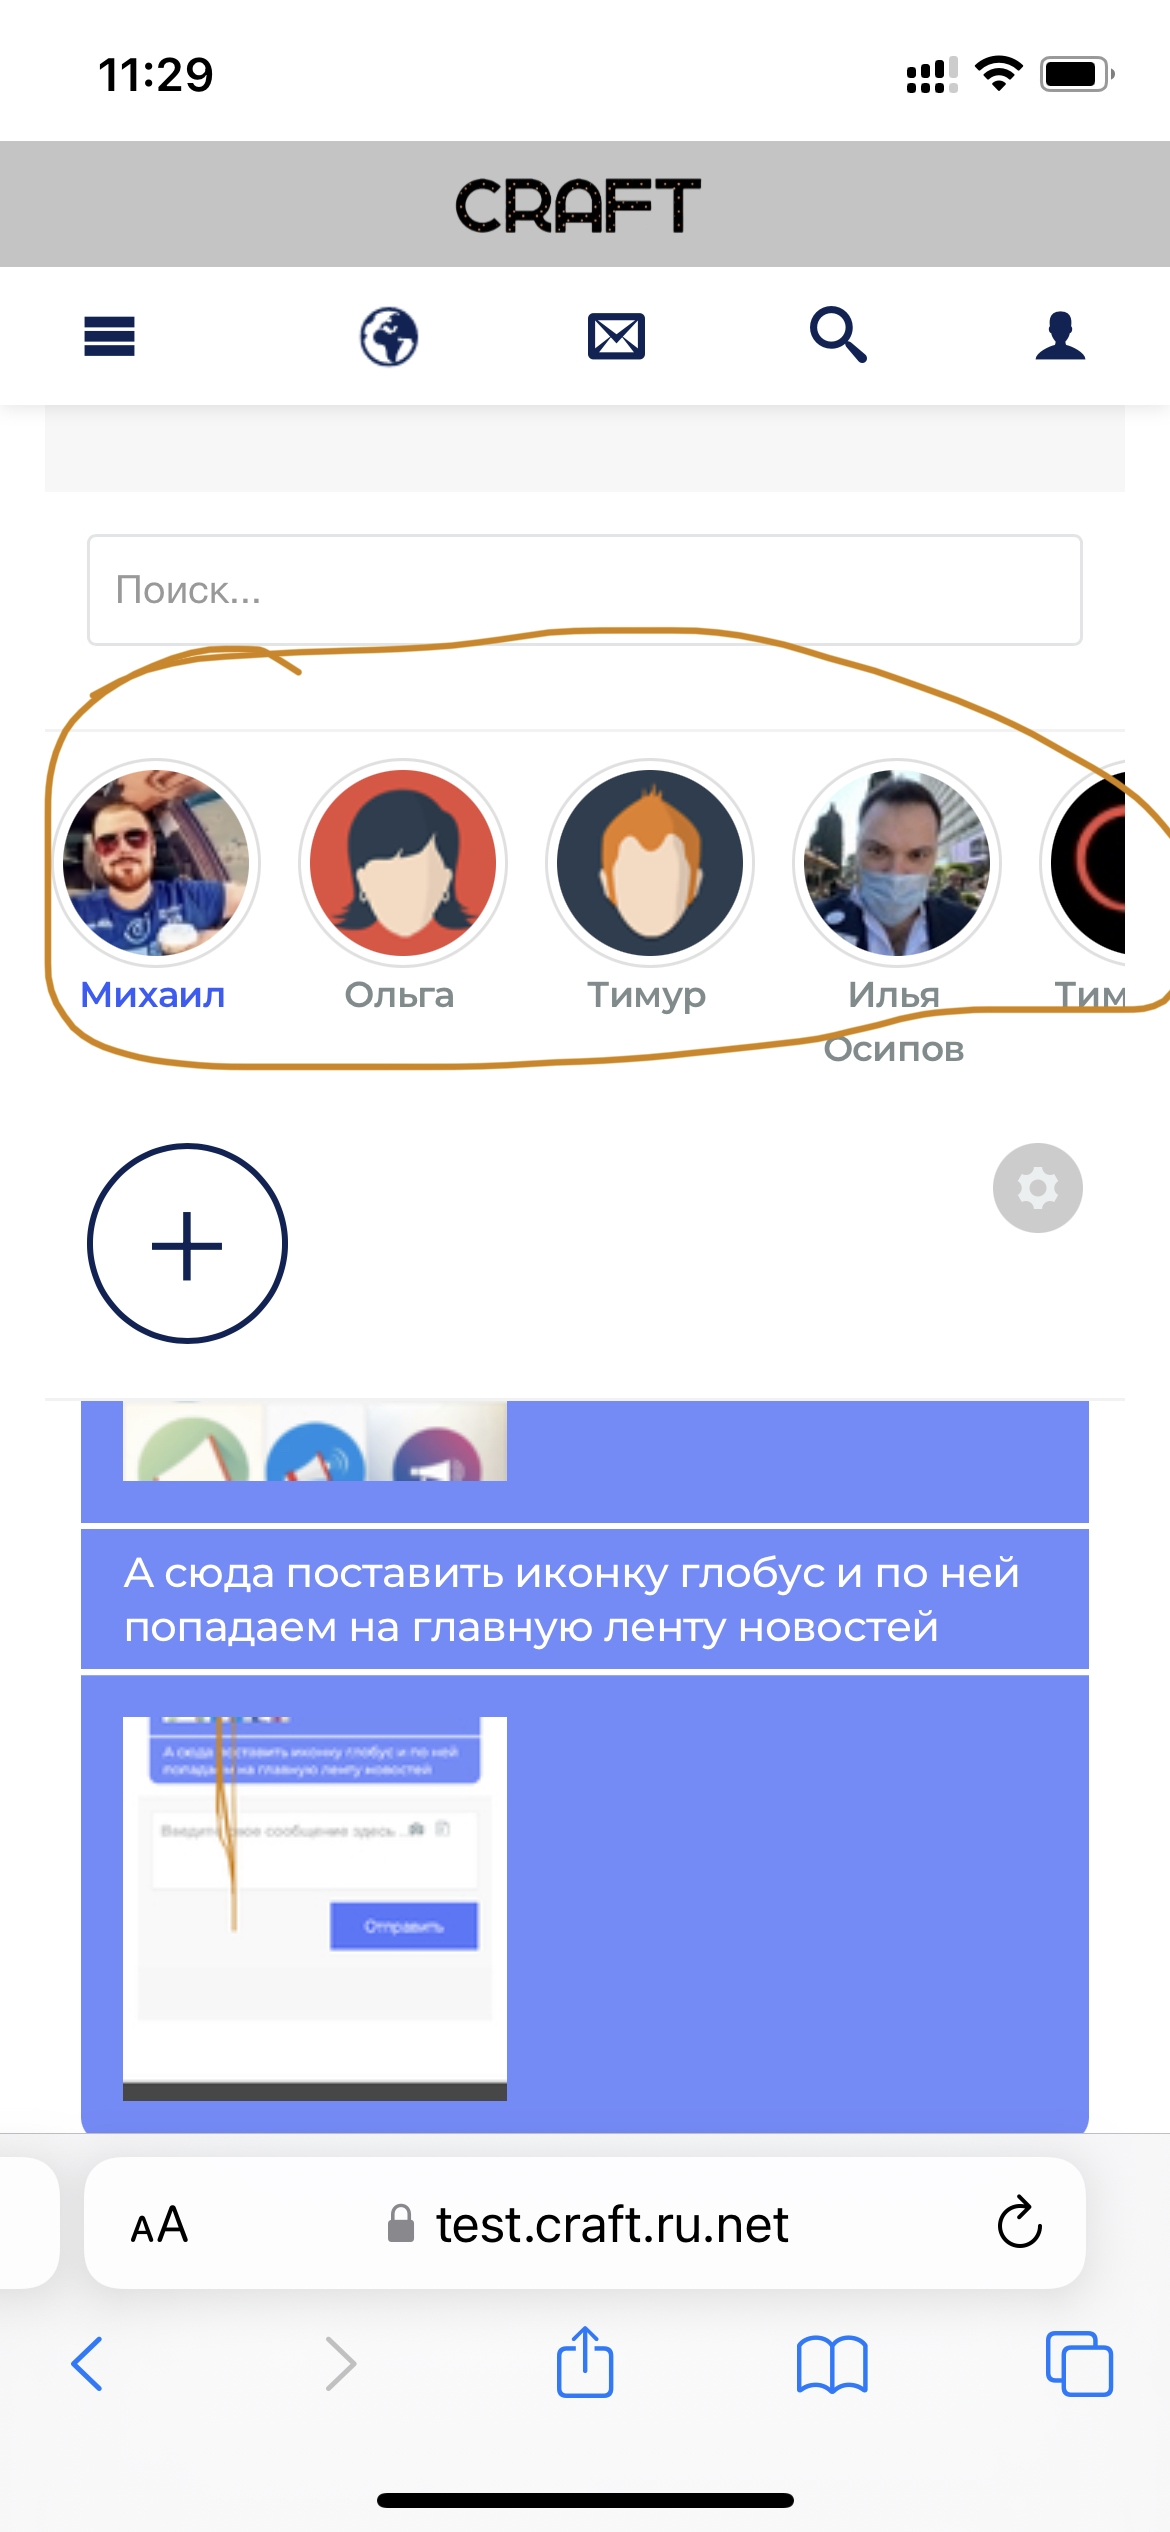 11:29
CRAFT
Поиск...
Михаил
Ольга
Тимур
Илья
Осипов
Тим
А сюда поставить иконку глобус и по ней
попадаем на главную ленту новостей
А сюда поставить иконку глобус и по ней
попадаем на главную ленту новостей
Введите свое сообщение здесь ...
Отправить
AA
test.craft.ru.net